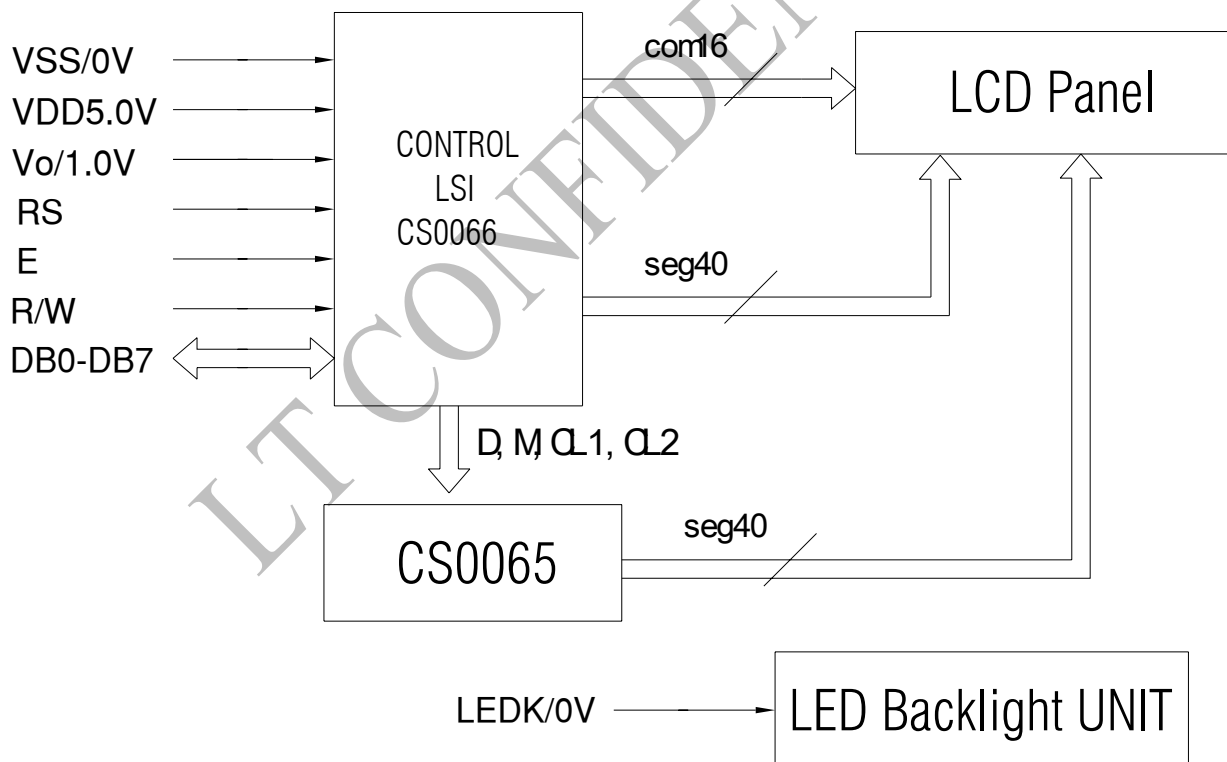 VSS/0V
VDD5.0V
Vo/1.0V
RS
E
R/W
DB0-DB7
CONTROL
LSI
CS0066
com16
seg40
LCD Panel
D, M, CL1, CL2
CS0065
seg40
LEDK/0V
LED Backlight UNIT
LT CONFIDEN